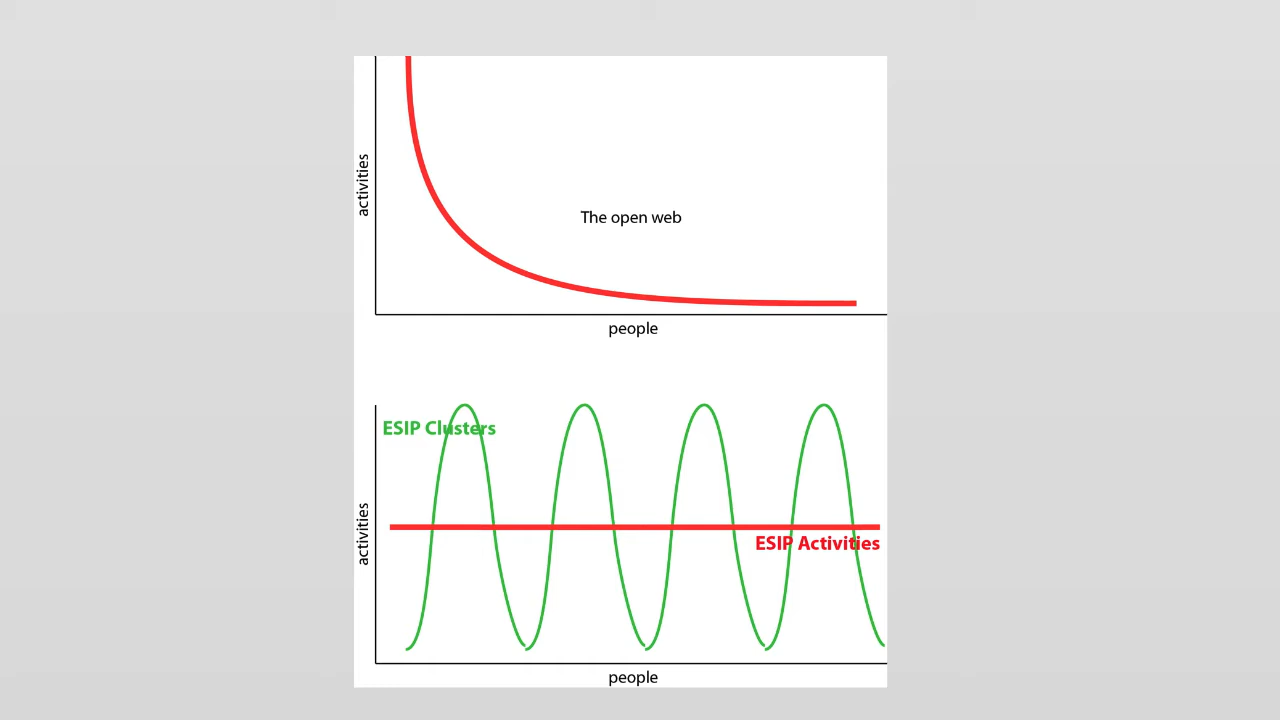 activities
The open web
people
ESIP Clusters
activities
ESIP Activities
people